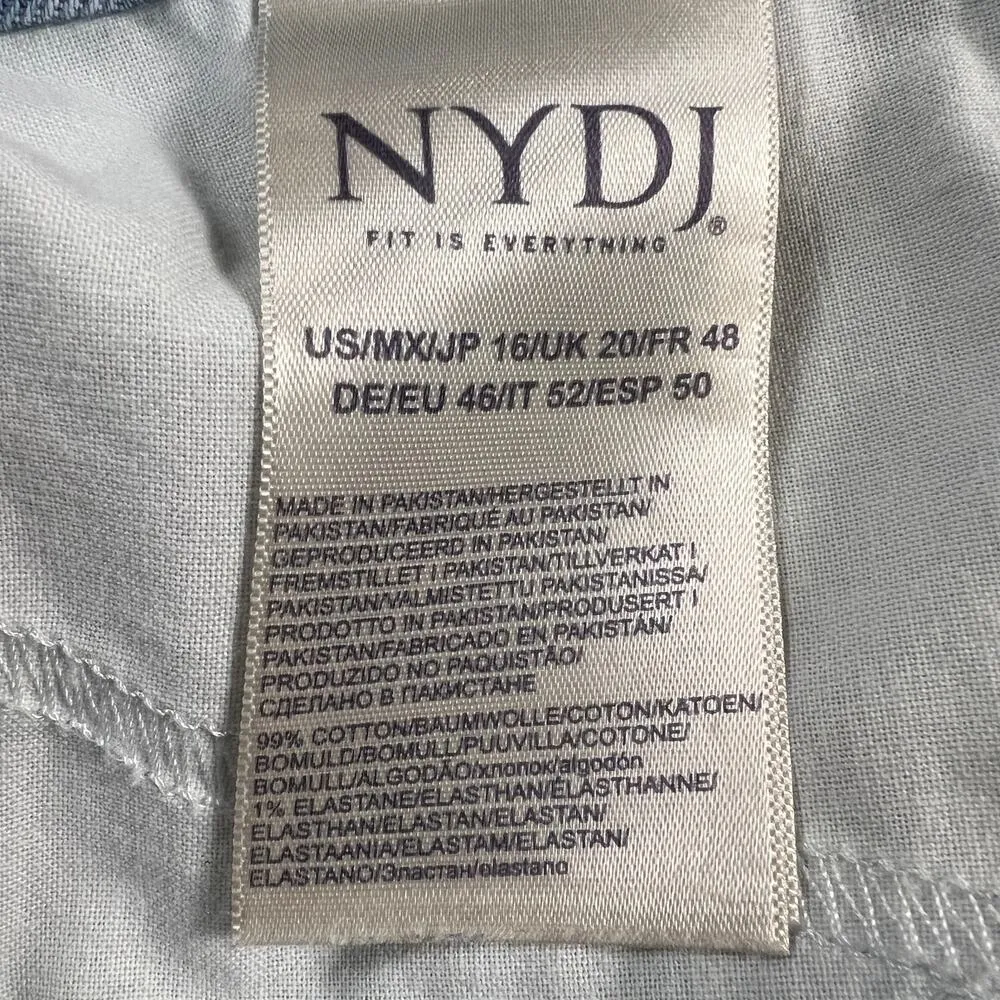 NYDJ®
FIT IS EVERYTHING
US/MX/JP 16/UK 20/FR 48
DE/EU 46/IT 52/ESP 50
MADE IN PAKISTAN/HERGESTELLT IN
PAKISTAN/FABRIQUÉ AU PAKISTAN/
GEPRODUCEERD IN PAKISTAN/
FREMSTILLET I PAKISTAN/TILLVERKAT I
PAKISTAN/VALMISTETTU PAKISTANISSA/
PRODOTTO IN PAKISTAN/PRODUSERT I
PAKISTAN/FABRICADO EN PAKISTÁN/
PRODUZIDO NO PAQUISTÃO/
СДЕЛАНО В ПАКИСТАНЕ
99% COTTON/BAUMWOLLE/COTON/KATOEN/
BOMULD/BOMULL/PUUVILLA/COTONE/
BOMULL/ALGODÃO/хлопок/algodón
1% ELASTANE/ELASTHAN/ÉLASTHANNE/
ELASTHAN/ELASTAN/ELASTAN/
ELASTAANIA/ELASTAM/ELASTAN/
ELASTANO/Эластан/elastano